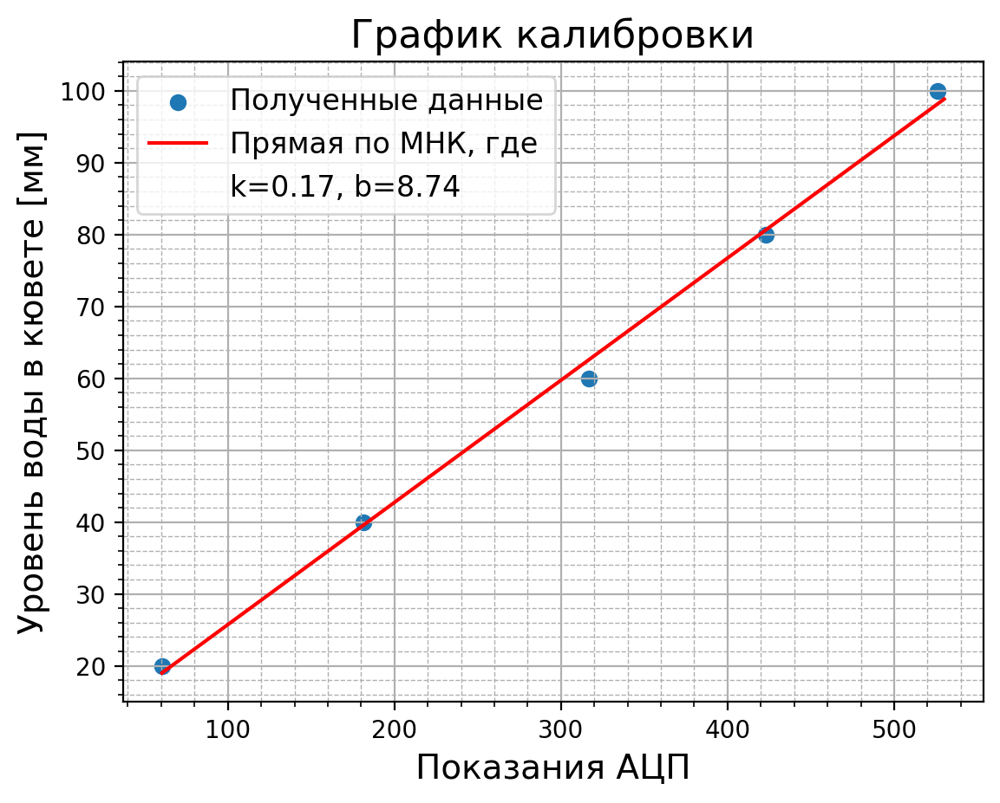 График калибровки
Уровень воды в кювете [мм]
100
90
80
70
60
50
40
30
20
Полученные данные
Прямая по МНК, где
k=0.17, b=8.74
100
200
300
400
500
Показания АЦП